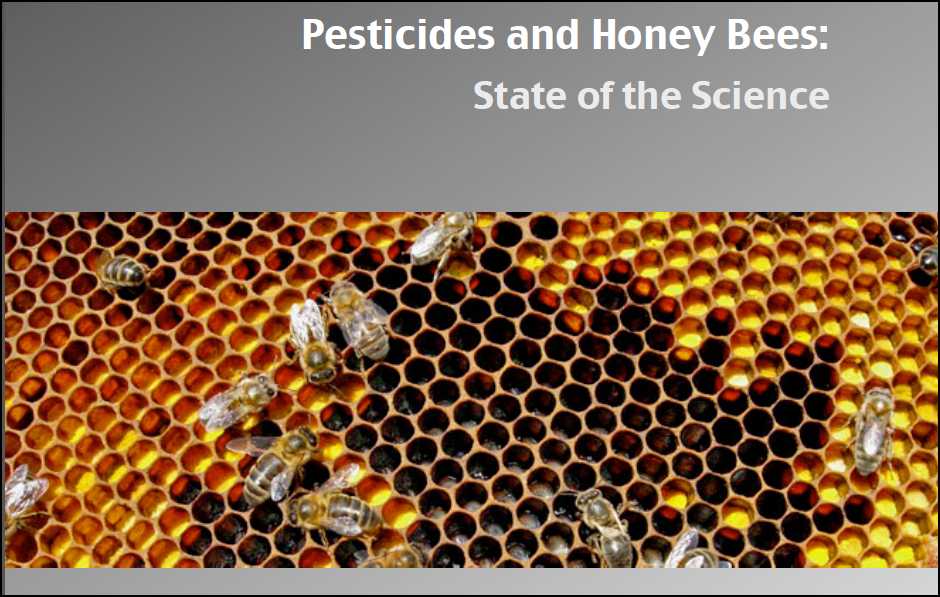 Pesticides and Honey Bees:
State of the Science